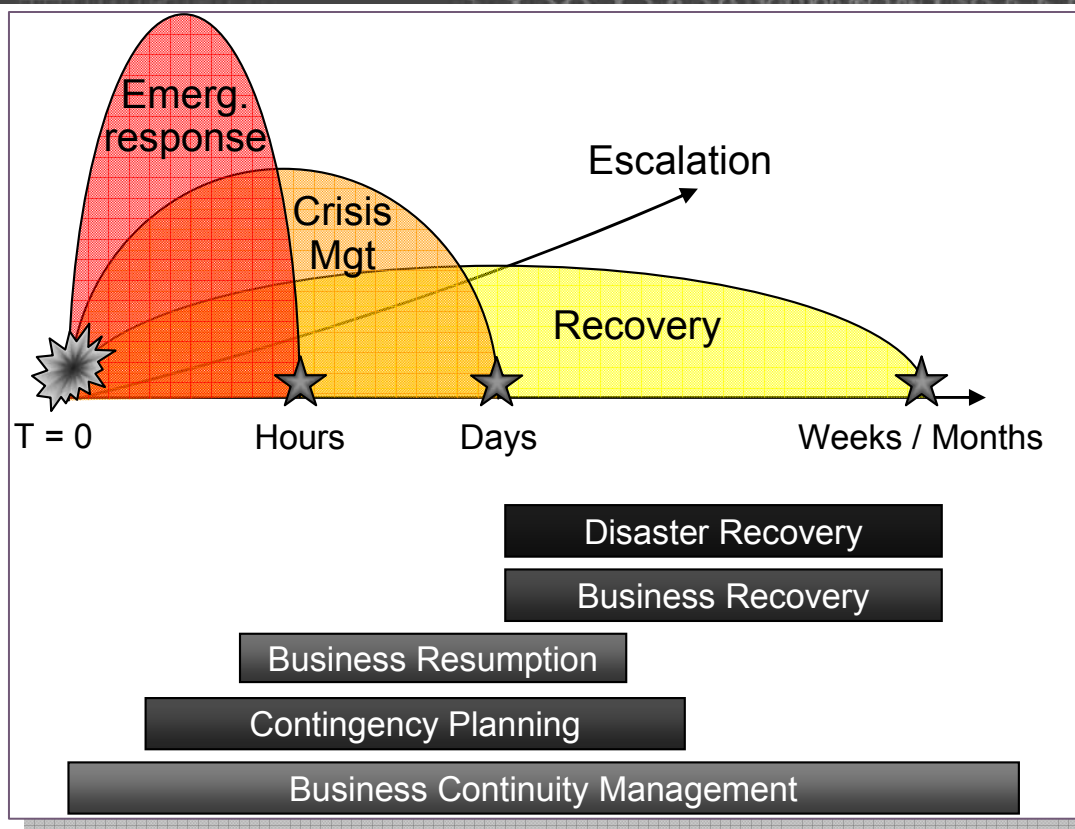 Emerg.
response
Escalation
Crisis
Mgt
Recovery
T = 0 Hours Days Weeks / Months
Disaster Recovery
Business Recovery
Business Resumption
Contingency Planning
Business Continuity Management